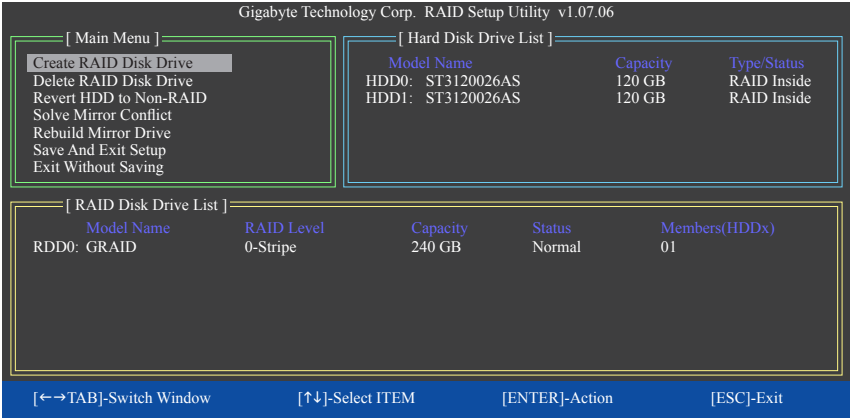 Gigabyte Technology Corp. RAID Setup Utility v1.07.06
[ Main Menu ]
Create RAID Disk Drive
Delete RAID Disk Drive
Revert HDD to Non-RAID
Solve Mirror Conflict
Rebuild Mirror Drive
Save And Exit Setup
Exit Without Saving
[ Hard Disk Drive List ]
Model Name Capacity Type/Status
HDD0: ST3120026AS 120 GB RAID Inside
HDD1: ST3120026AS 120 GB RAID Inside
[ RAID Disk Drive List ]
Model Name RAID Level Capacity Status Members(HDDx)
RDD0: GRAID 0-Stripe 240 GB Normal 01
[←→TAB]-Switch Window [↑↓]-Select ITEM [ENTER]-Action [ESC]-Exit